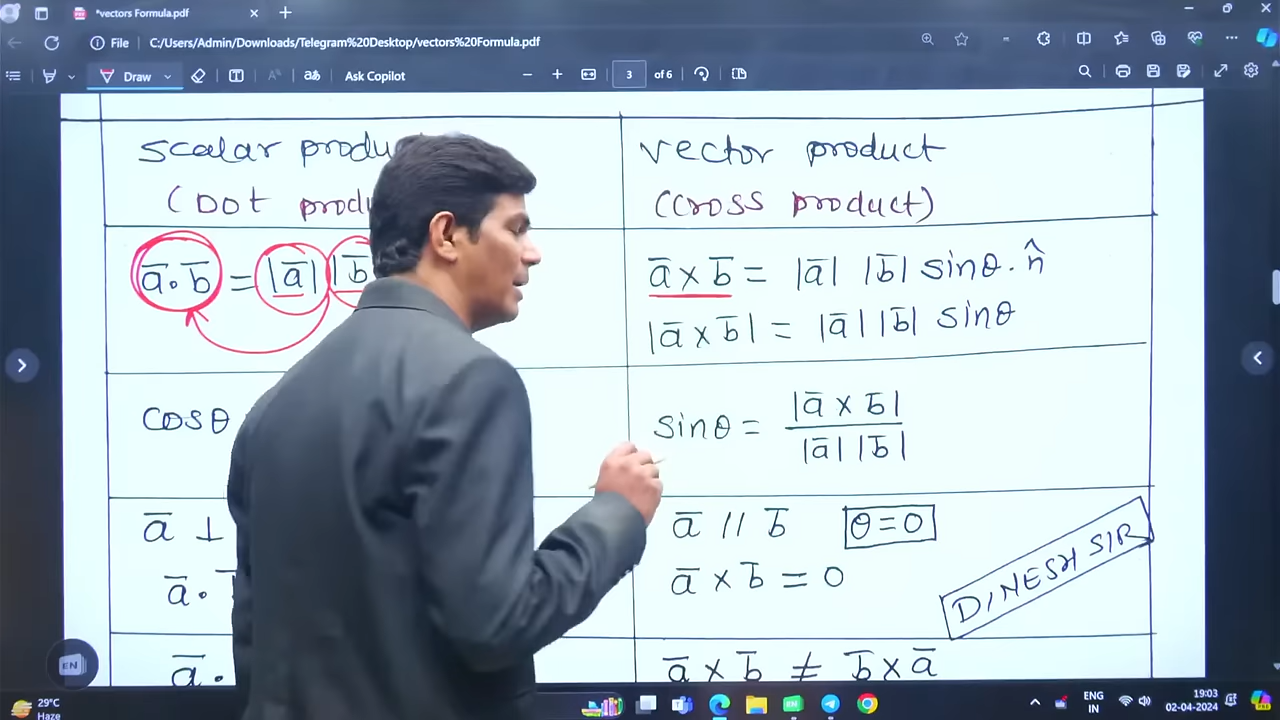 *vectors Formula.pdf
File C:/Users/Admin/Downloads/Telegram%20Desktop/vectors%20Formula.pdf
Draw Ask Copilot 3 of 6
scalar produ
(Dot produ
vector product
(cross product)
a̅·b̅ = |a̅| |b̅
a̅ × b̅ = |a̅| |b̅| sinθ. n̂
|a̅ × b̅| = |a̅| |b̅| sinθ
cosθ
sinθ = |a̅ × b̅| / |a̅| |b̅|
a̅ ⊥
a̅ // b̅ θ=0
a̅.
a̅ × b̅ = 0
DINESH SIR
a̅.
a̅ × b̅ ≠ b̅ × a̅
EN
29°C
Haze
ENG
IN
19:03
02-04-2024